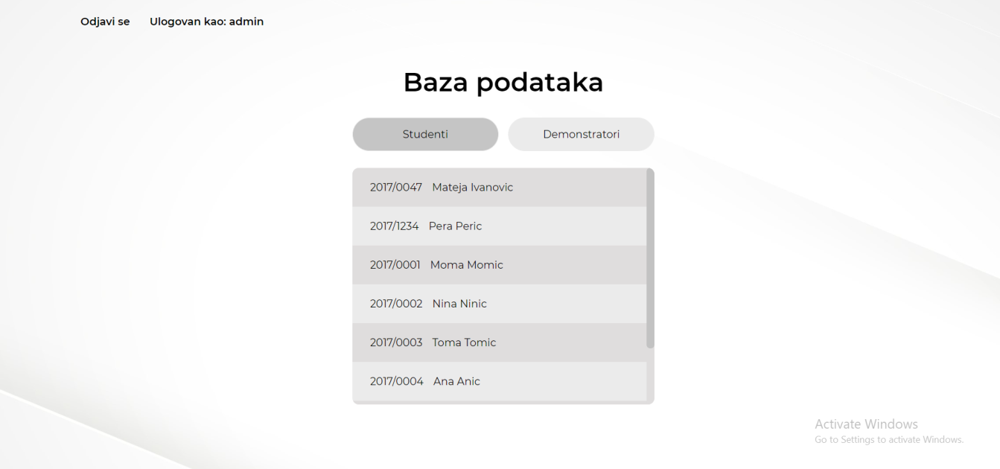 Odjavi se Ulogovan kao: admin
Baza podataka
Studenti Demonstratori
2017/0047 Mateja Ivanovic
2017/1234 Pera Peric
2017/0001 Moma Momic
2017/0002 Nina Ninic
2017/0003 Toma Tomic
2017/0004 Ana Anic
Activate Windows
Go to Settings to activate Windows.